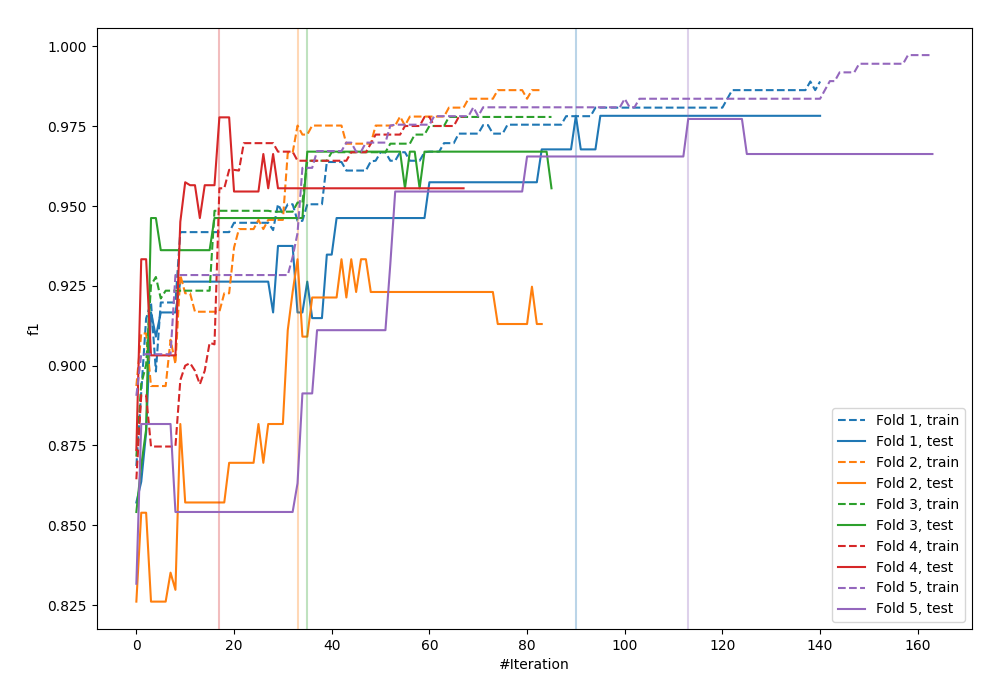 1.000
0.975
0.950
0.925
0.900
0.875
0.850
0.825
f1
0 20 40 60 80 100 120 140 160
#Iteration
Fold 1, train
Fold 1, test
Fold 2, train
Fold 2, test
Fold 3, train
Fold 3, test
Fold 4, train
Fold 4, test
Fold 5, train
Fold 5, test